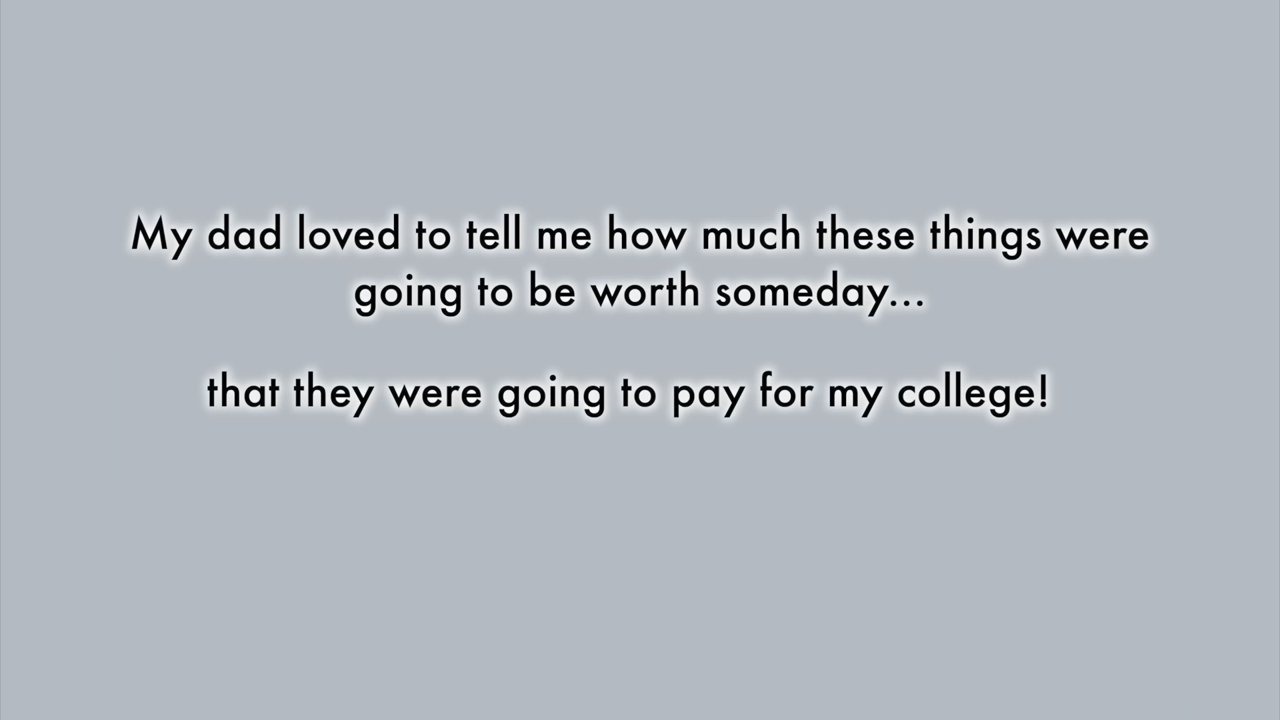 My dad loved to tell me how much these things were
going to be worth someday...
that they were going to pay for my college!